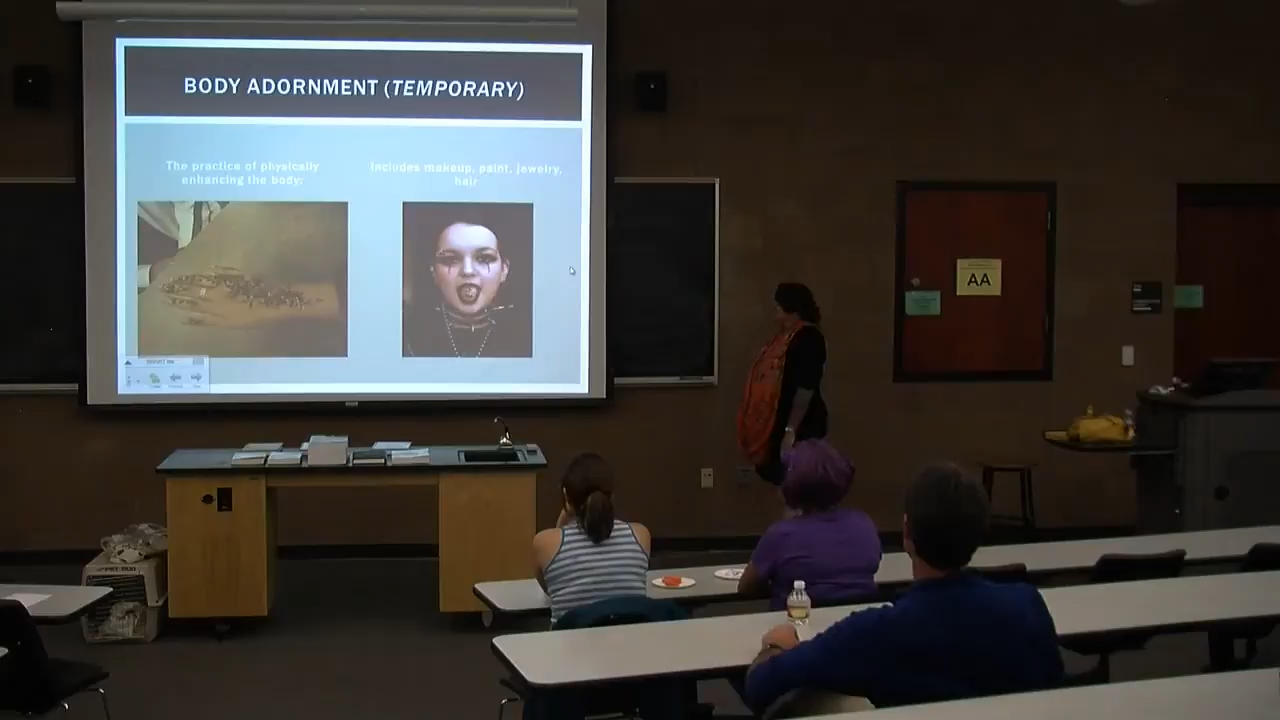 BODY ADORNMENT (TEMPORARY)
The practice of physically
enhancing the body.
Includes makeup, paint, jewelry,
hair
AA